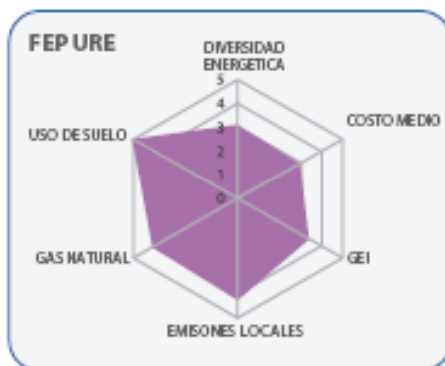 FEP URE
DIVERSIDAD
ENERGETICA
5
4
3
2
1
0
COSTO MEDIO
GEI
EMISONES LOCALES
GAS NATURAL
USO DE SUELO